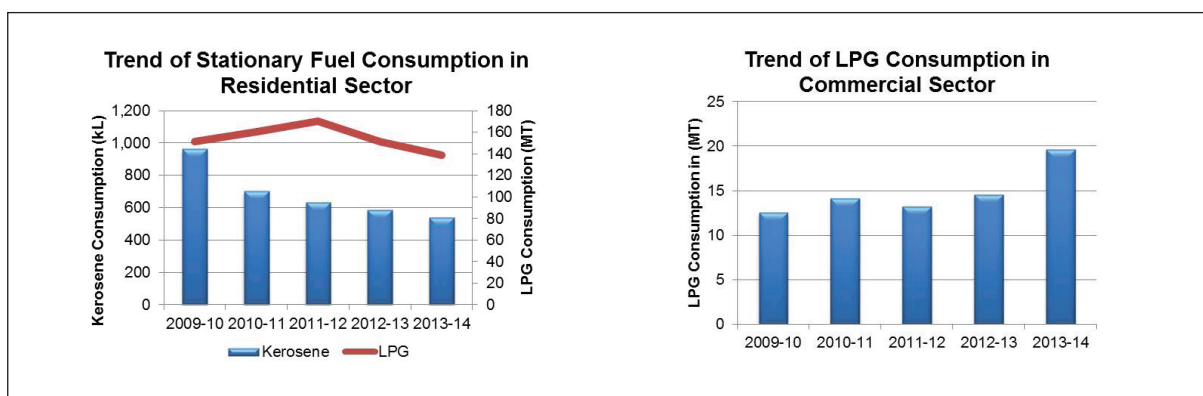 Trend of Stationary Fuel Consumption in
Residential Sector
Kerosene Consumption (kL)
1,200
1,000
800
600
400
200
0
180
160
140
120
100
80
60
40
20
0
LPG Consumption (MT)
2009-10 2010-11 2011-12 2012-13 2013-14
Kerosene LPG
Trend of LPG Consumption in
Commercial Sector
LPG Consumption in (MT)
25
20
15
10
5
0
2009-10 2010-11 2011-12 2012-13 2013-14